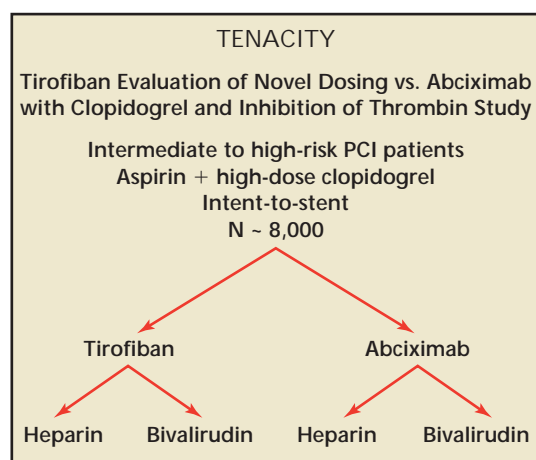 TENACITY
Tirofiban Evaluation of Novel Dosing vs. Abciximab
with Clopidogrel and Inhibition of Thrombin Study
Intermediate to high-risk PCI patients
Aspirin + high-dose clopidogrel
Intent-to-stent
N ~ 8,000
Tirofiban Abciximab
Heparin Bivalirudin Heparin Bivalirudin